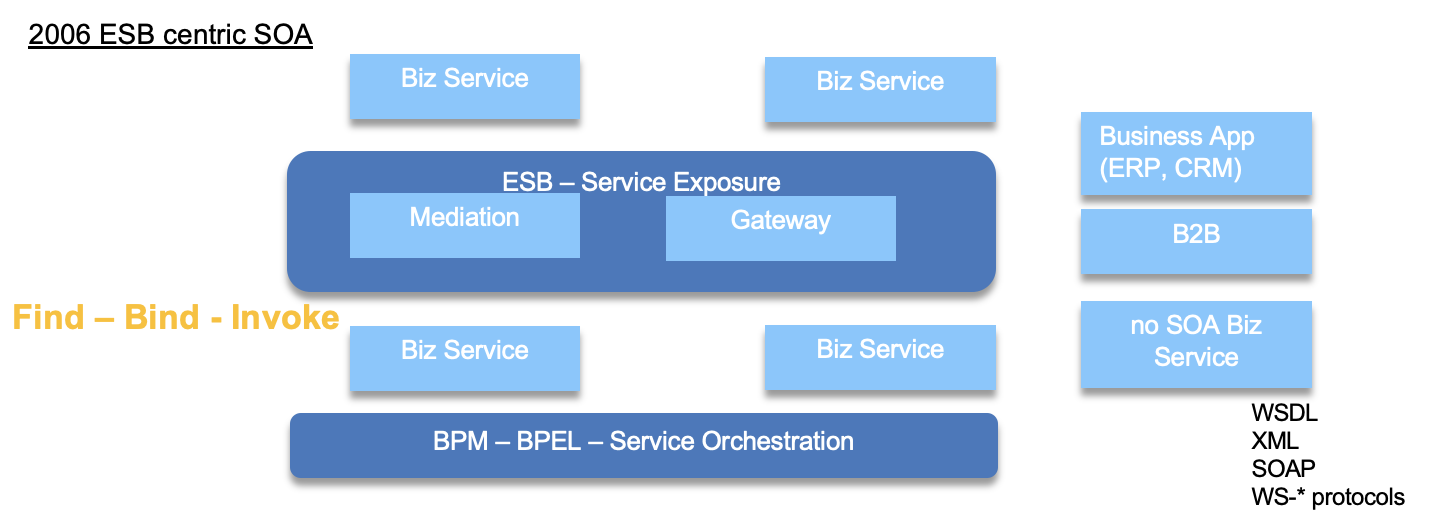 2006 ESB centric SOA
Biz Service
Biz Service
Business App
(ERP, CRM)
ESB – Service Exposure
Mediation
Gateway
B2B
Find – Bind - Invoke
no SOA Biz
Service
Biz Service
Biz Service
BPM – BPEL – Service Orchestration
WSDL
XML
SOAP
WS-* protocols